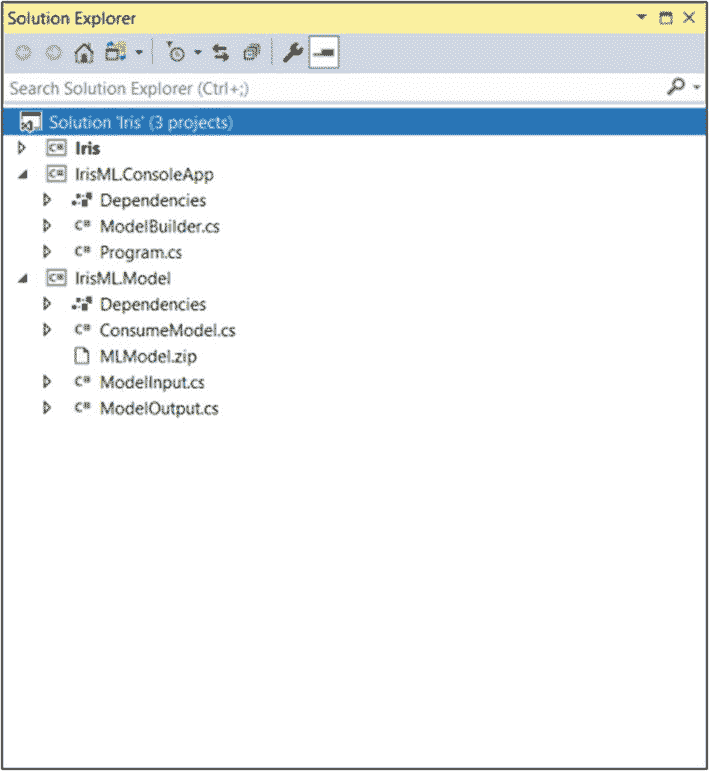 Solution Explorer
Search Solution Explorer (Ctrl+;)
Solution 'Iris' (3 projects)
C# Iris
C# IrisML.ConsoleApp
Dependencies
C# ModelBuilder.cs
C# Program.cs
C# IrisML.Model
Dependencies
C# ConsumeModel.cs
MLModel.zip
C# ModelInput.cs
C# ModelOutput.cs